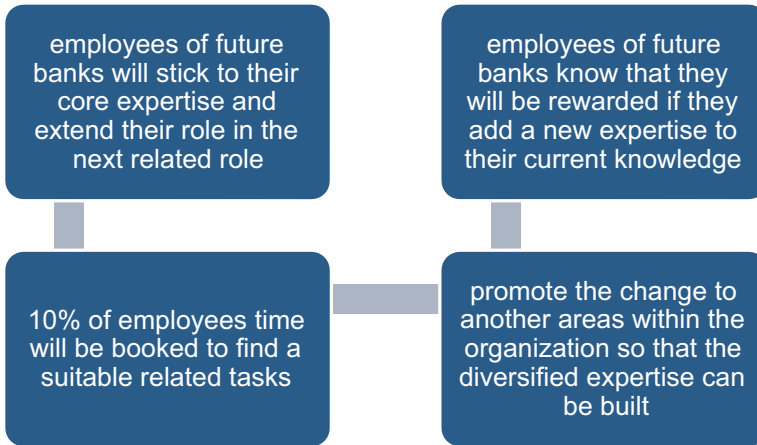 employees of future
banks will stick to their
core expertise and
extend their role in the
next related role
10% of employees time
will be booked to find a
suitable related tasks
promote the change to
another areas within the
organization so that the
diversified expertise can
be built
employees of future
banks know that they
will be rewarded if they
add a new expertise to
their current knowledge